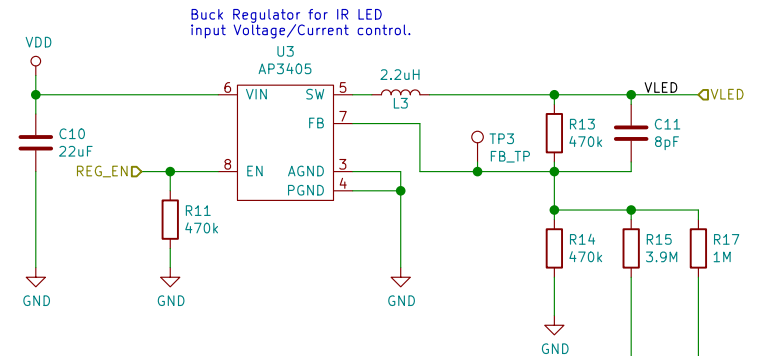 Buck Regulator for IR LED
input Voltage/Current control.
VDD
U3
AP3405
2.2uH
L3
6
VIN
SW
5
VLED
VLED
FB
7
C10
22uF
R13
470k
C11
8pF
TP3
FB_TP
REG_EN
8
EN
AGND
3
PGND
4
R11
470k
R14
470k
R15
3.9M
R17
1M
GND
GND
GND
GND